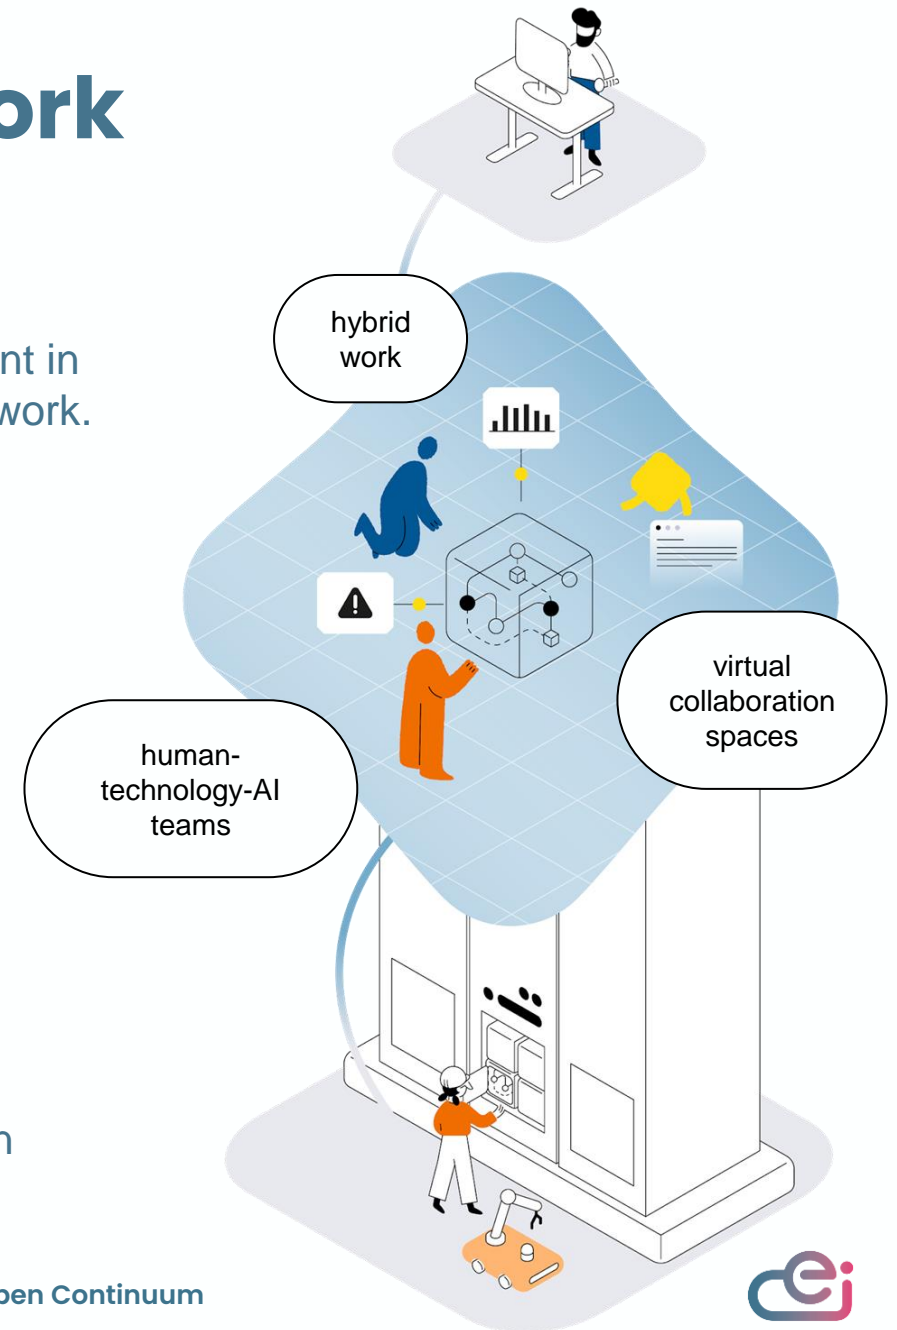 ork
hybrid
work
nt in
work.
virtual
collaboration
spaces
human-
technology-AI
teams
n
pen Continuum